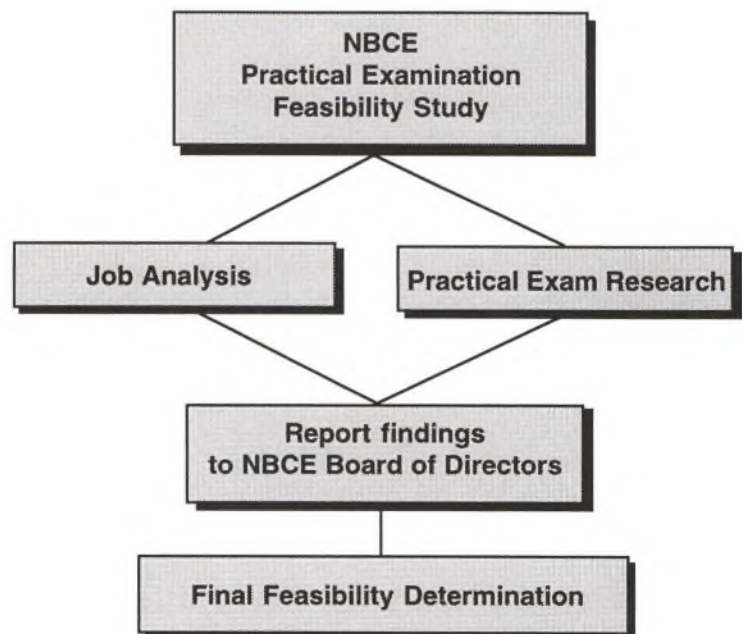 NBCE
Practical Examination
Feasibility Study
Job Analysis
Practical Exam Research
Report findings
to NBCE Board of Directors
Final Feasibility Determination